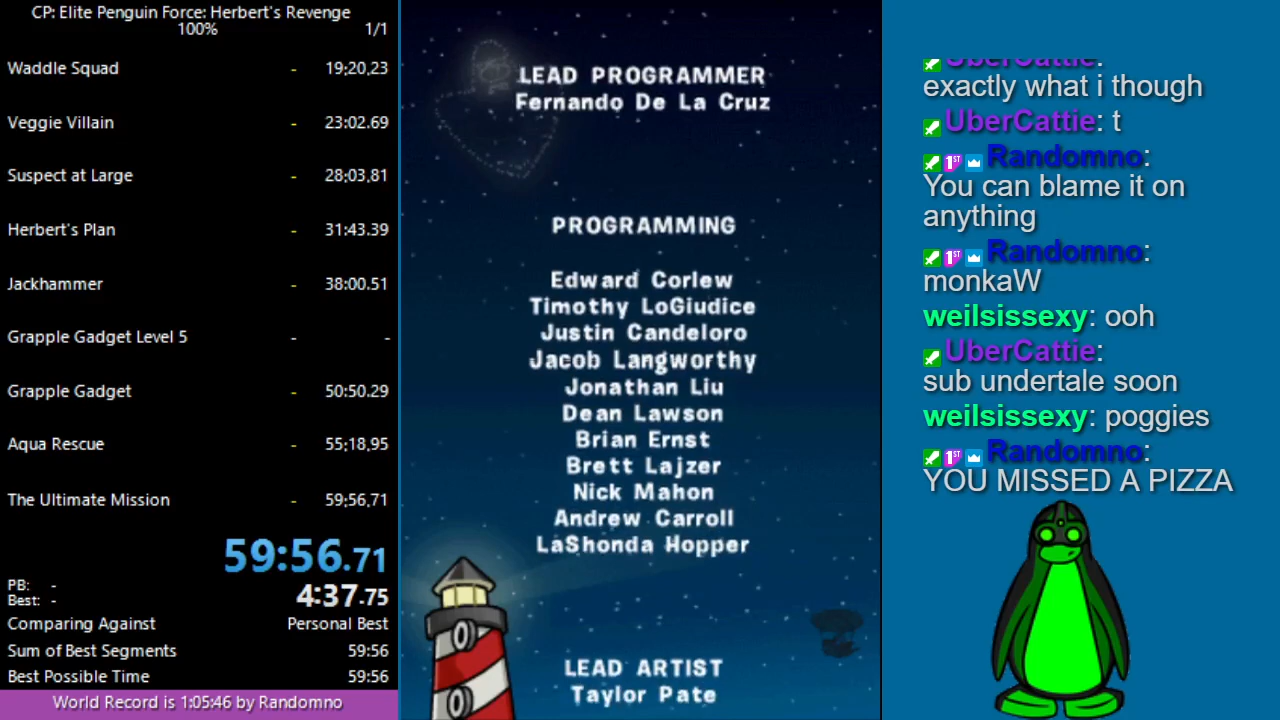 CP: Elite Penguin Force: Herbert's Revenge
100% 1/1
Waddle Squad - 19:20,23
Veggie Villain - 23:02.69
Suspect at Large - 28;03,81
Herbert's Plan - 31:43.39
Jackhammer - 38:00.51
Grapple Gadget Level 5 - -
Grapple Gadget - 50:50.29
Aqua Rescue - 55;18,95
The Ultimate Mission - 59;56,71
59:56.71
PB: -
Best: -
4:37.75
Comparing Against Personal Best
Sum of Best Segments 59:56
Best Possible Time 59:56
World Record is 1:05:46 by Randomno
LEAD PROGRAMMER
Fernando De La Cruz
PROGRAMMING
Edward Corlew
Timothy LoGiudice
Justin Candeloro
Jacob Langworthy
Jonathan Liu
Dean Lawson
Brian Ernst
Brett Lajzer
Nick Mahon
Andrew Carroll
LaShonda Hopper
LEAD ARTIST
Taylor Pate
UberCattie:
exactly what i though
UberCattie: t
1ST Randomno:
You can blame it on
anything
1ST Randomno:
monkaW
weilsissexy: ooh
UberCattie:
sub undertale soon
weilsissexy: poggies
1ST Randomno:
YOU MISSED A PIZZA